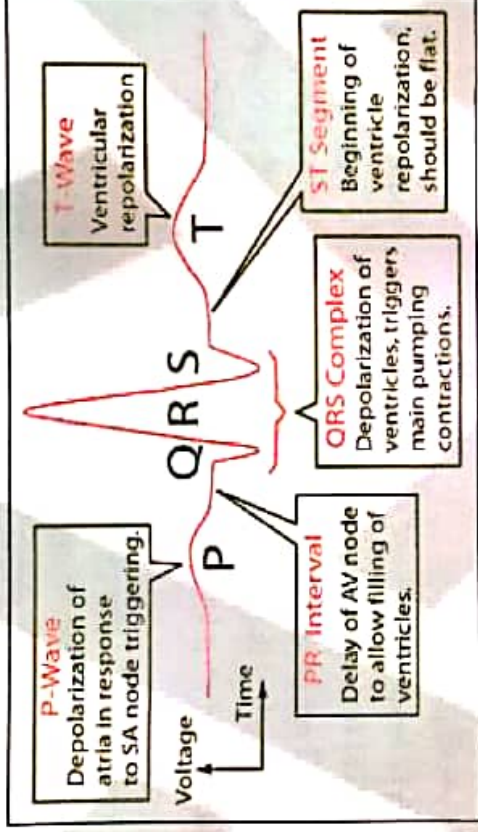 P-Wave
Depolarization of
atria in response
to SA node triggering.
T-Wave
Ventricular
repolarization
Voltage
Time
P
Q R S
T
PR Interval
Delay of AV node
to allow filling of
ventricles.
QRS Complex
Depolarization of
ventricles, triggers
main pumping
contractions.
ST Segment
Beginning of
ventricle
repolarization,
should be flat.